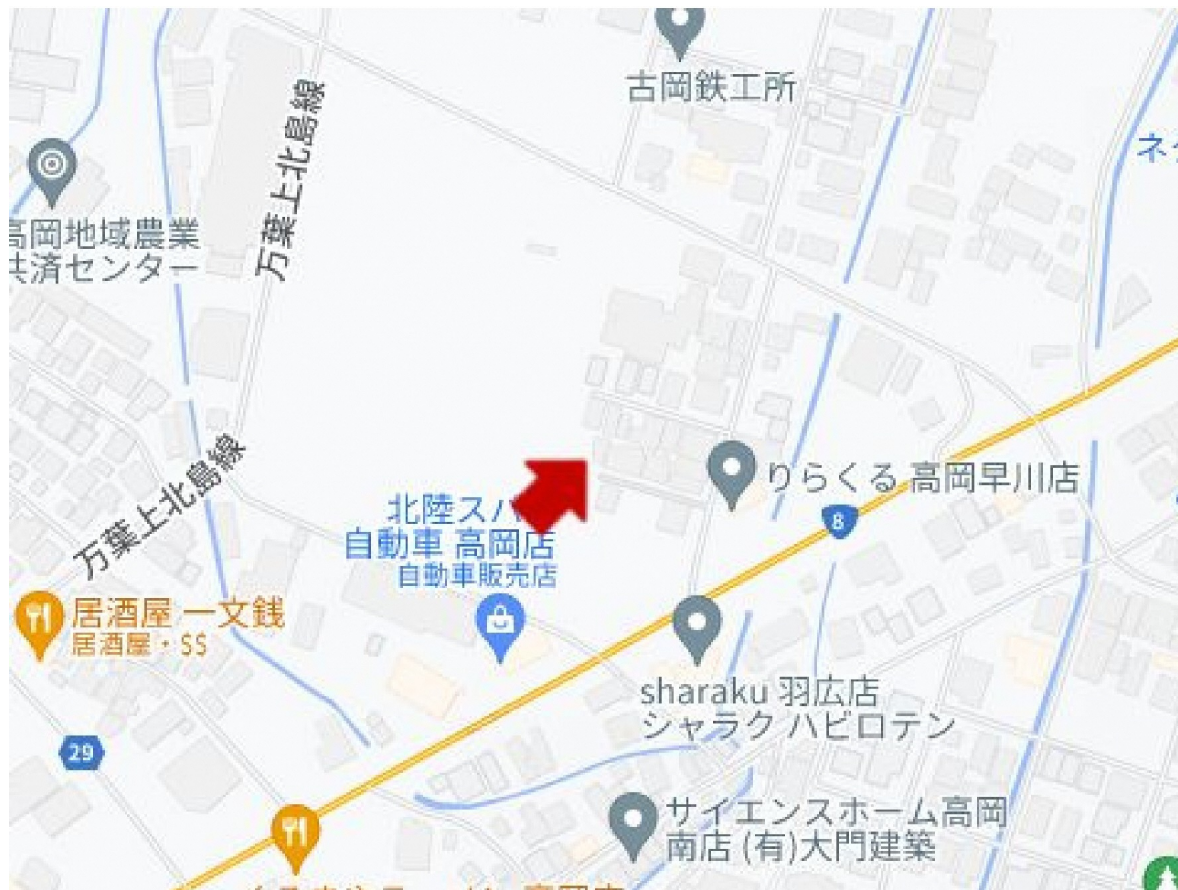 古岡鉄工所
万葉上北島線
ネク
高岡地域農業
共済センター
万葉上北島線
りらくる 高岡早川店
8
北陸スバ
自動車 高岡店
自動車販売店
居酒屋 一文銭
居酒屋・$$
sharaku 羽広店
シャラク ハビロテン
29
サイエンスホーム高岡
南店 (有)大門建築